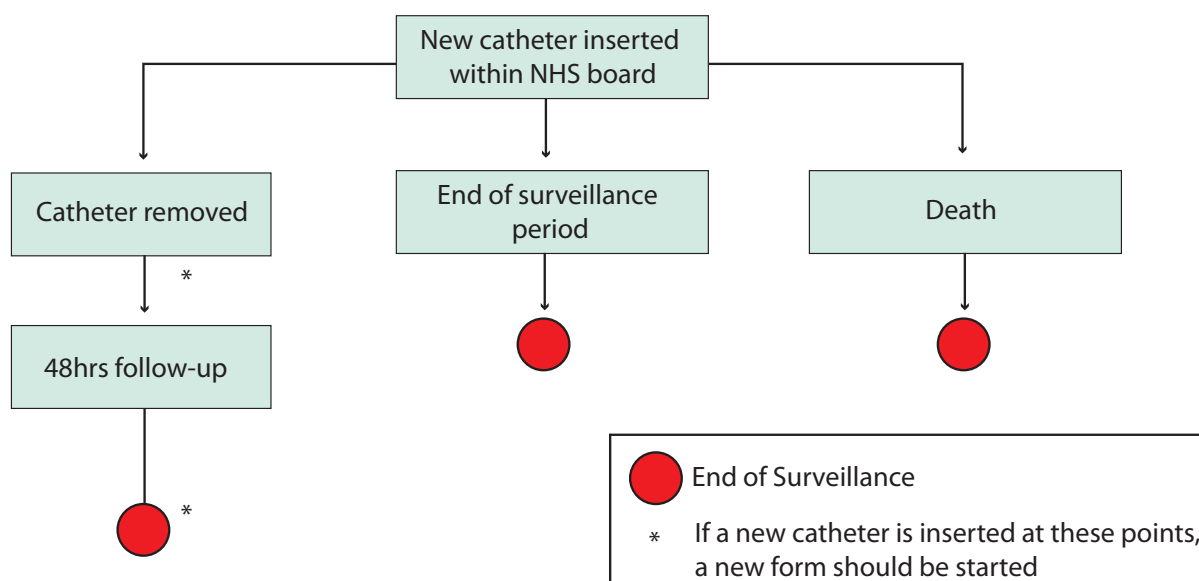 New catheter inserted
within NHS board
Catheter removed
End of surveillance
period
Death
*
48hrs follow-up
*
End of Surveillance
* If a new catheter is inserted at these points,
a new form should be started